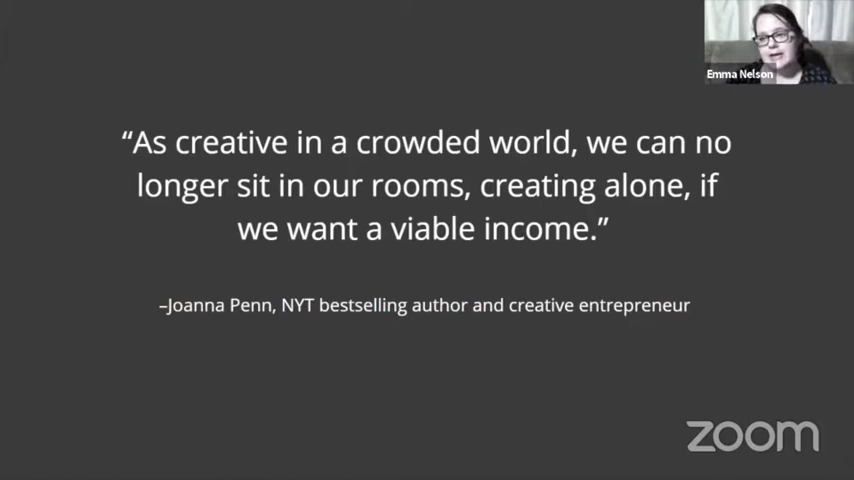 Emma Nelson
“As creative in a crowded world, we can no
longer sit in our rooms, creating alone, if
we want a viable income.”
–Joanna Penn, NYT bestselling author and creative entrepreneur
zoom